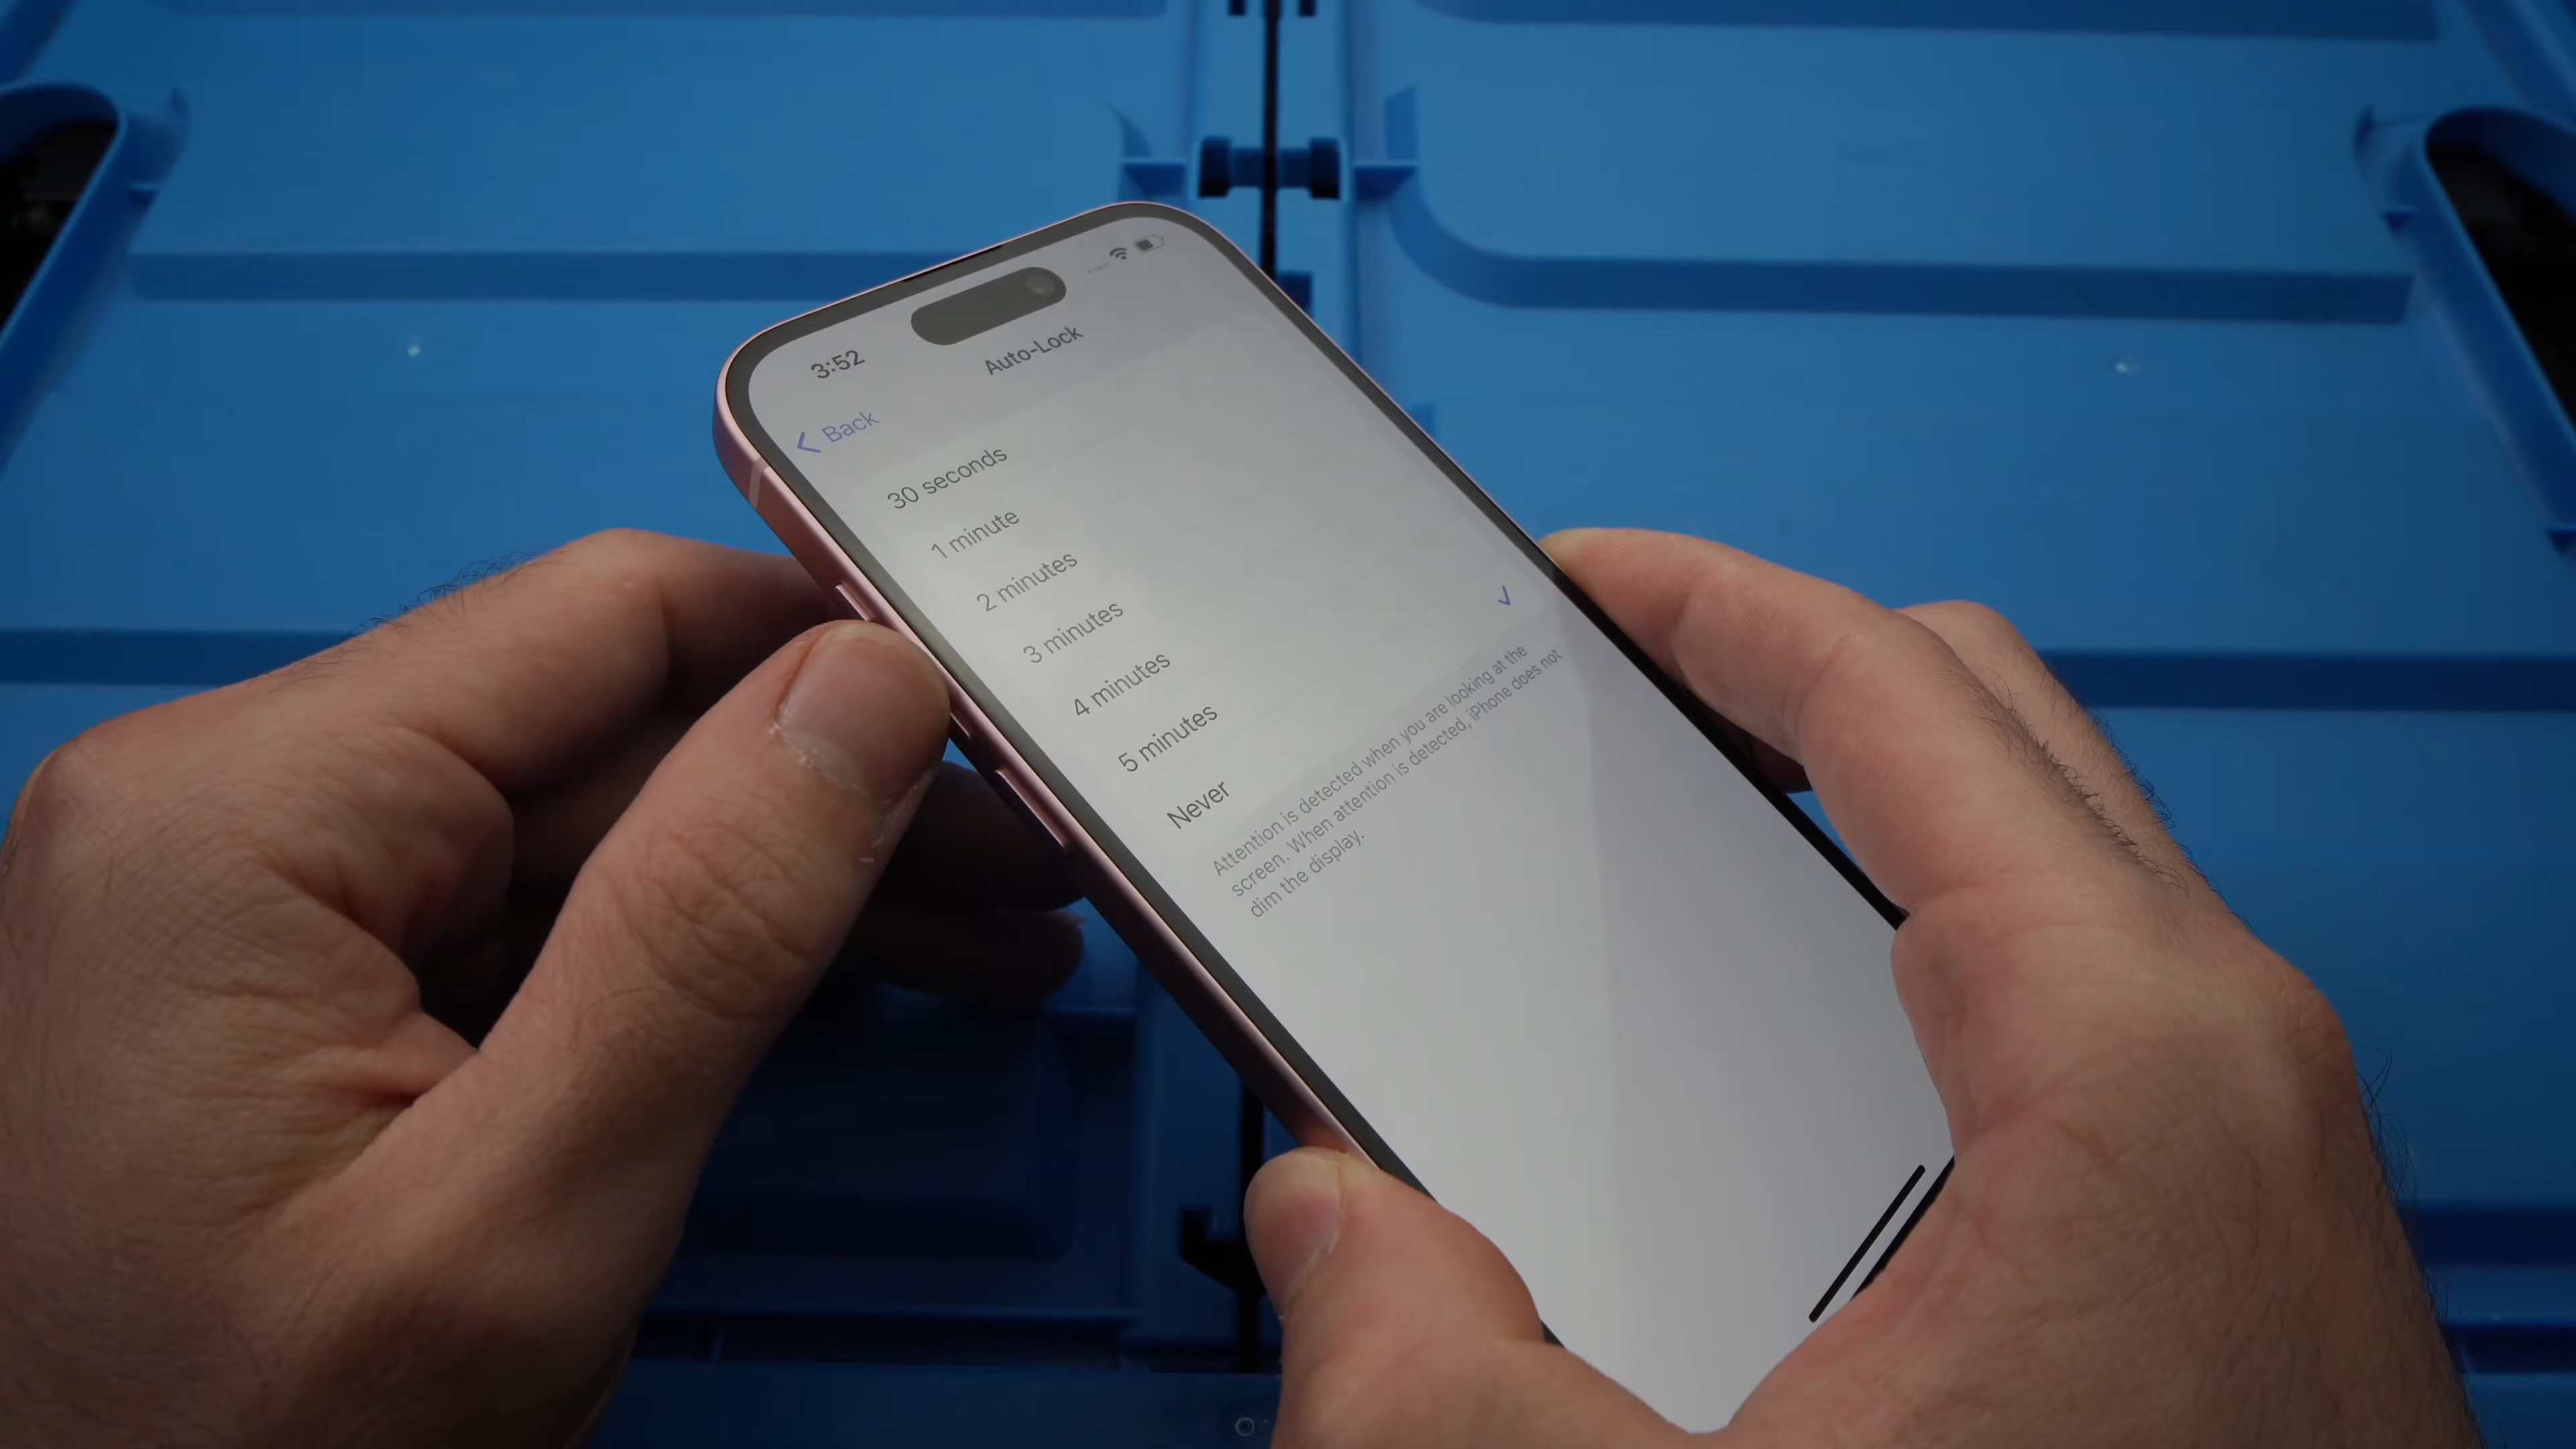 3:52
Auto-Lock
Back
30 seconds
1 minute
2 minutes
3 minutes
4 minutes
5 minutes
Never
Attention is detected when you are looking at the
screen. When attention is detected, iPhone does not
dim the display.